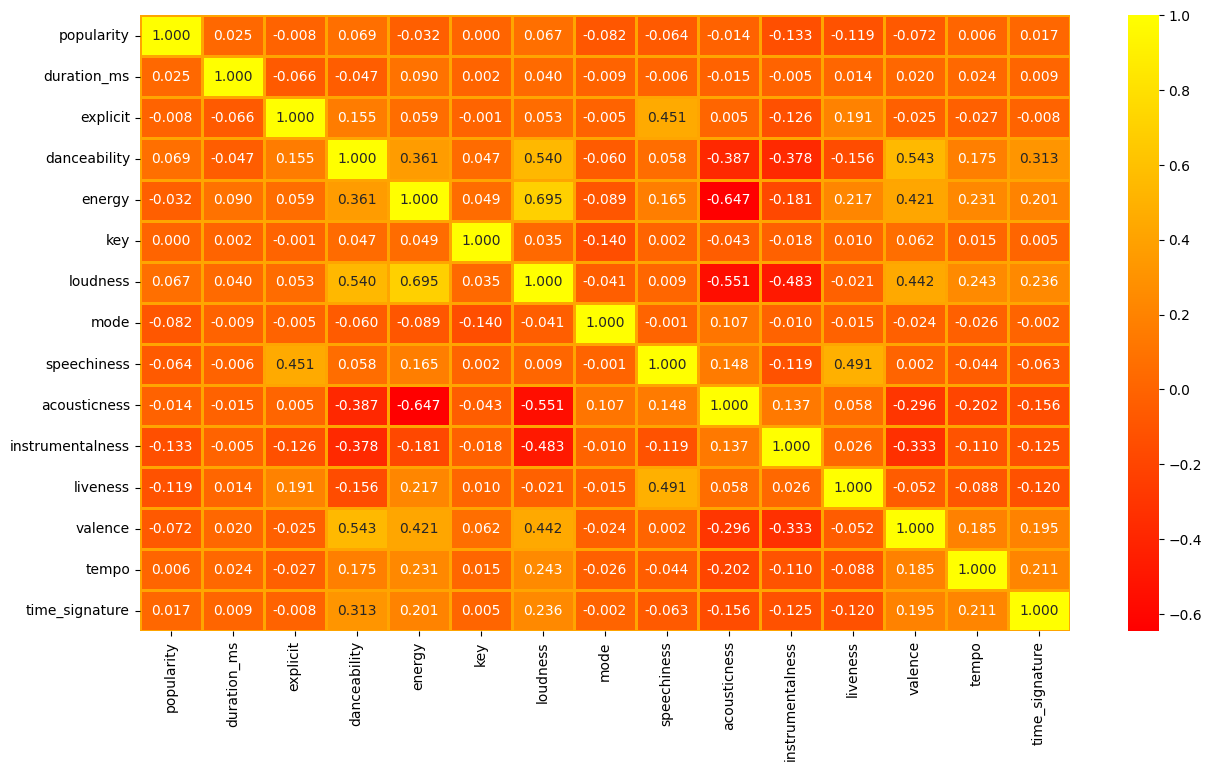 popularity 1.000 0.025 -0.008 0.069 -0.032 0.000 0.067 -0.082 -0.064 -0.014 -0.133 -0.119 -0.072 0.006 0.017
duration_ms 0.025 1.000 -0.066 -0.047 0.090 0.002 0.040 -0.009 -0.006 -0.015 -0.005 0.014 0.020 0.024 0.009
explicit -0.008 -0.066 1.000 0.155 0.059 -0.001 0.053 -0.005 0.451 0.005 -0.126 0.191 -0.025 -0.027 -0.008
danceability 0.069 -0.047 0.155 1.000 0.361 0.047 0.540 -0.060 0.058 -0.387 -0.378 -0.156 0.543 0.175 0.313
energy -0.032 0.090 0.059 0.361 1.000 0.049 0.695 -0.089 0.165 -0.647 -0.181 0.217 0.421 0.231 0.201
key 0.000 0.002 -0.001 0.047 0.049 1.000 0.035 -0.140 0.002 -0.043 -0.018 0.010 0.062 0.015 0.005
loudness 0.067 0.040 0.053 0.540 0.695 0.035 1.000 -0.041 0.009 -0.551 -0.483 -0.021 0.442 0.243 0.236
mode -0.082 -0.009 -0.005 -0.060 -0.089 -0.140 -0.041 1.000 -0.001 0.107 -0.010 -0.015 -0.024 -0.026 -0.002
speechiness -0.064 -0.006 0.451 0.058 0.165 0.002 0.009 -0.001 1.000 0.148 -0.119 0.491 0.002 -0.044 -0.063
acousticness -0.014 -0.015 0.005 -0.387 -0.647 -0.043 -0.551 0.107 0.148 1.000 0.137 0.058 -0.296 -0.202 -0.156
instrumentalness -0.133 -0.005 -0.126 -0.378 -0.181 -0.018 -0.483 -0.010 -0.119 0.137 1.000 0.026 -0.333 -0.110 -0.125
liveness -0.119 0.014 0.191 -0.156 0.217 0.010 -0.021 -0.015 0.491 0.058 0.026 1.000 -0.052 -0.088 -0.120
valence -0.072 0.020 -0.025 0.543 0.421 0.062 0.442 -0.024 0.002 -0.296 -0.333 -0.052 1.000 0.185 0.195
tempo 0.006 0.024 -0.027 0.175 0.231 0.015 0.243 -0.026 -0.044 -0.202 -0.110 -0.088 0.185 1.000 0.211
time_signature 0.017 0.009 -0.008 0.313 0.201 0.005 0.236 -0.002 -0.063 -0.156 -0.125 -0.120 0.195 0.211 1.000
popularity
duration_ms
explicit
danceability
energy
key
loudness
mode
speechiness
acousticness
instrumentalness
liveness
valence
tempo
time_signature
1.0
0.8
0.6
0.4
0.2
0.0
−0.2
−0.4
−0.6